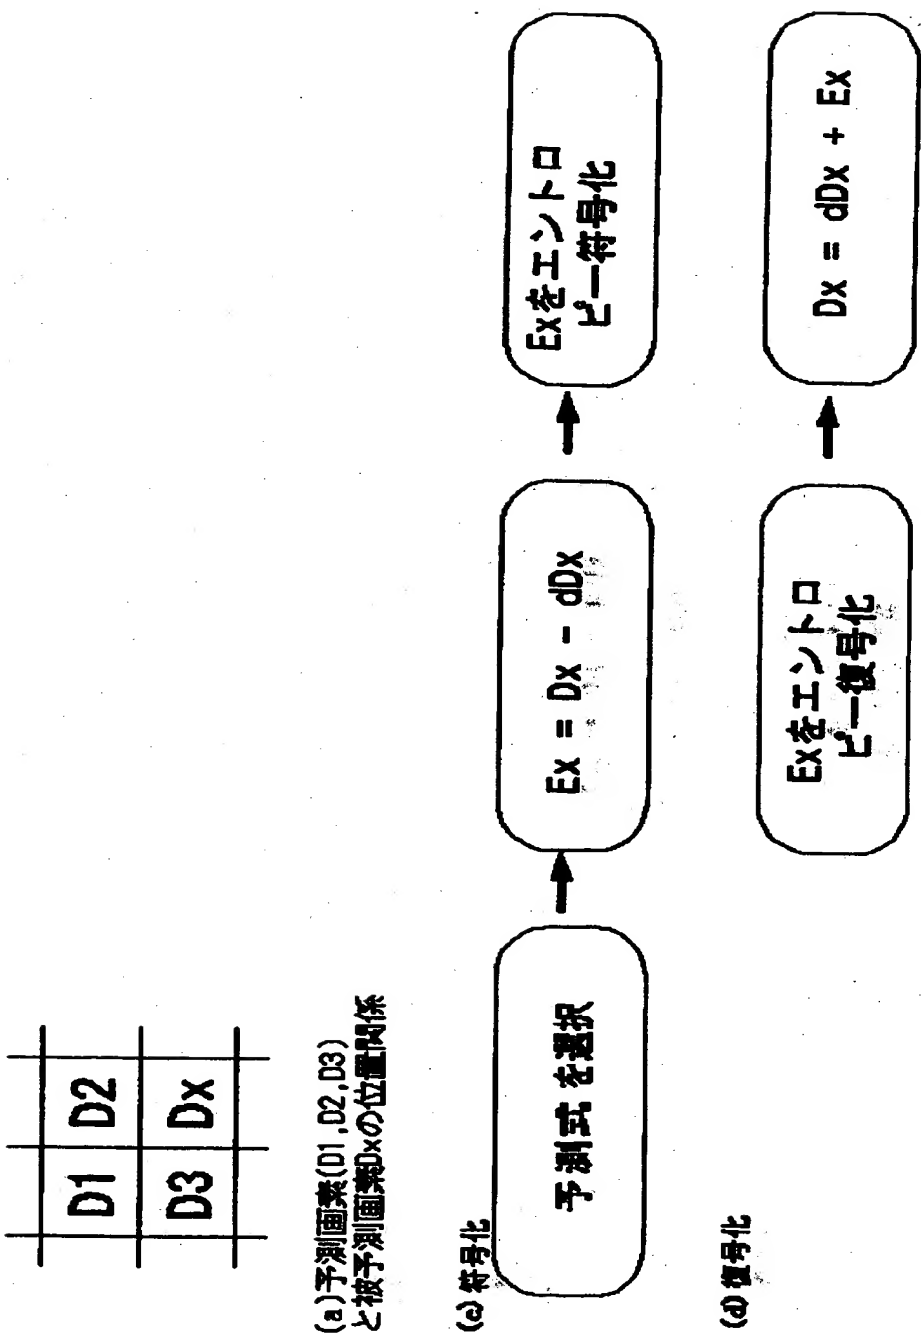 D1 D2
D3 Dx
(a)予測画素(D1,D2,D3)
と被予測画素Dxの位置関係
(c)符号化
予測式を選択
Ex = Dx - dDx
Exをエントロ
ピー符号化
(d)復号化
Exをエントロ
ピー復号化
Dx = dDx + Ex